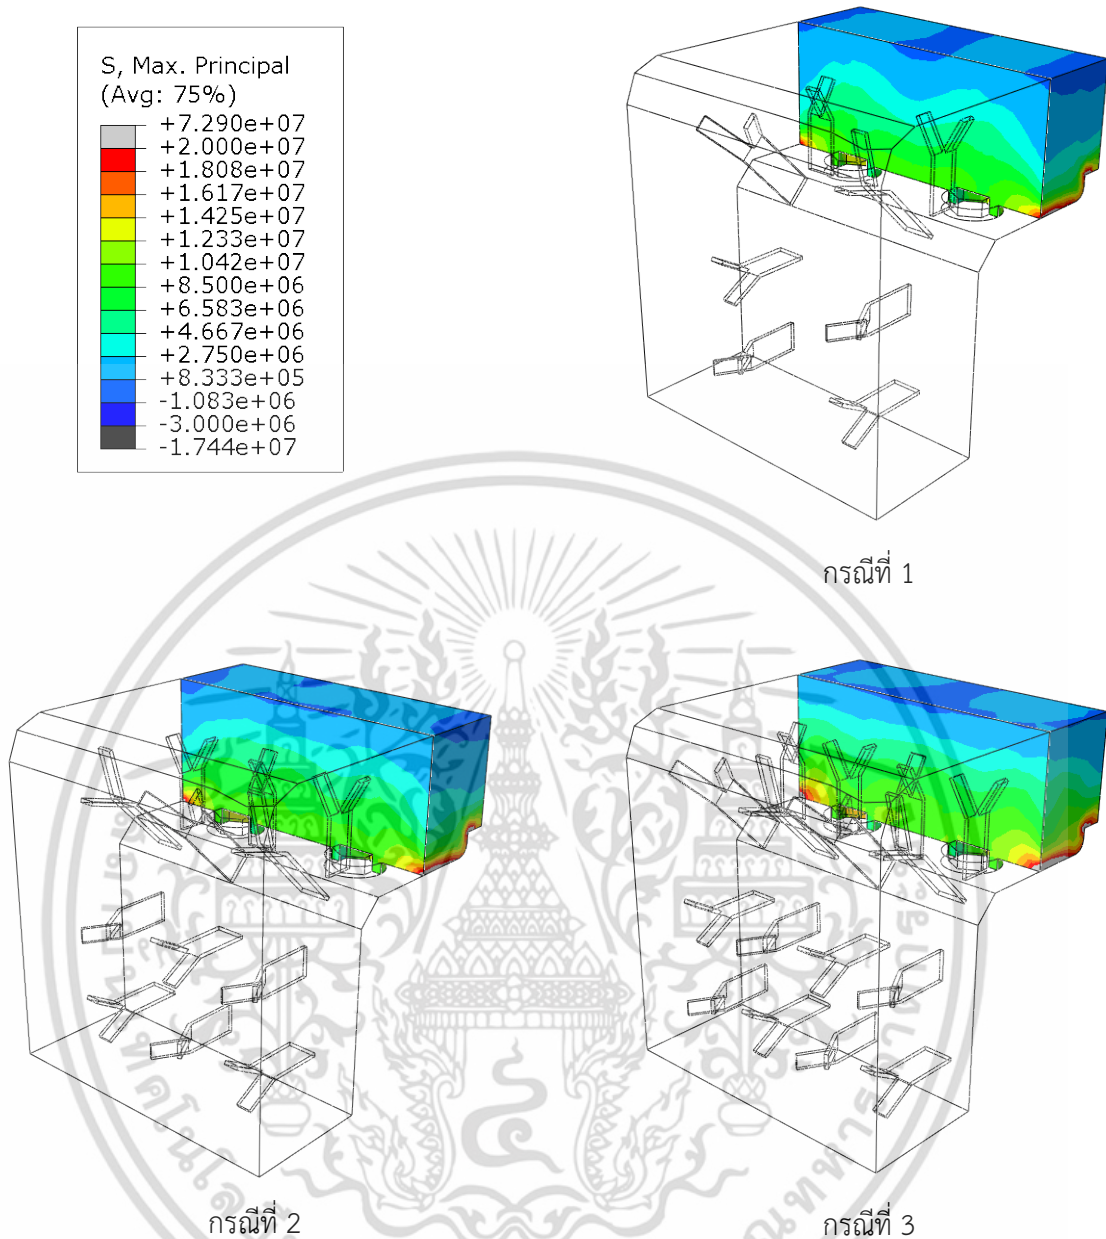 S, Max. Principal
(Avg: 75%)
+7.290e+07
+2.000e+07
+1.808e+07
+1.617e+07
+1.425e+07
+1.233e+07
+1.042e+07
+8.500e+06
+6.583e+06
+4.667e+06
+2.750e+06
+8.333e+05
-1.083e+06
-3.000e+06
-1.744e+07
กรณีที่ 1
กรณีที่ 2
กรณีที่ 3